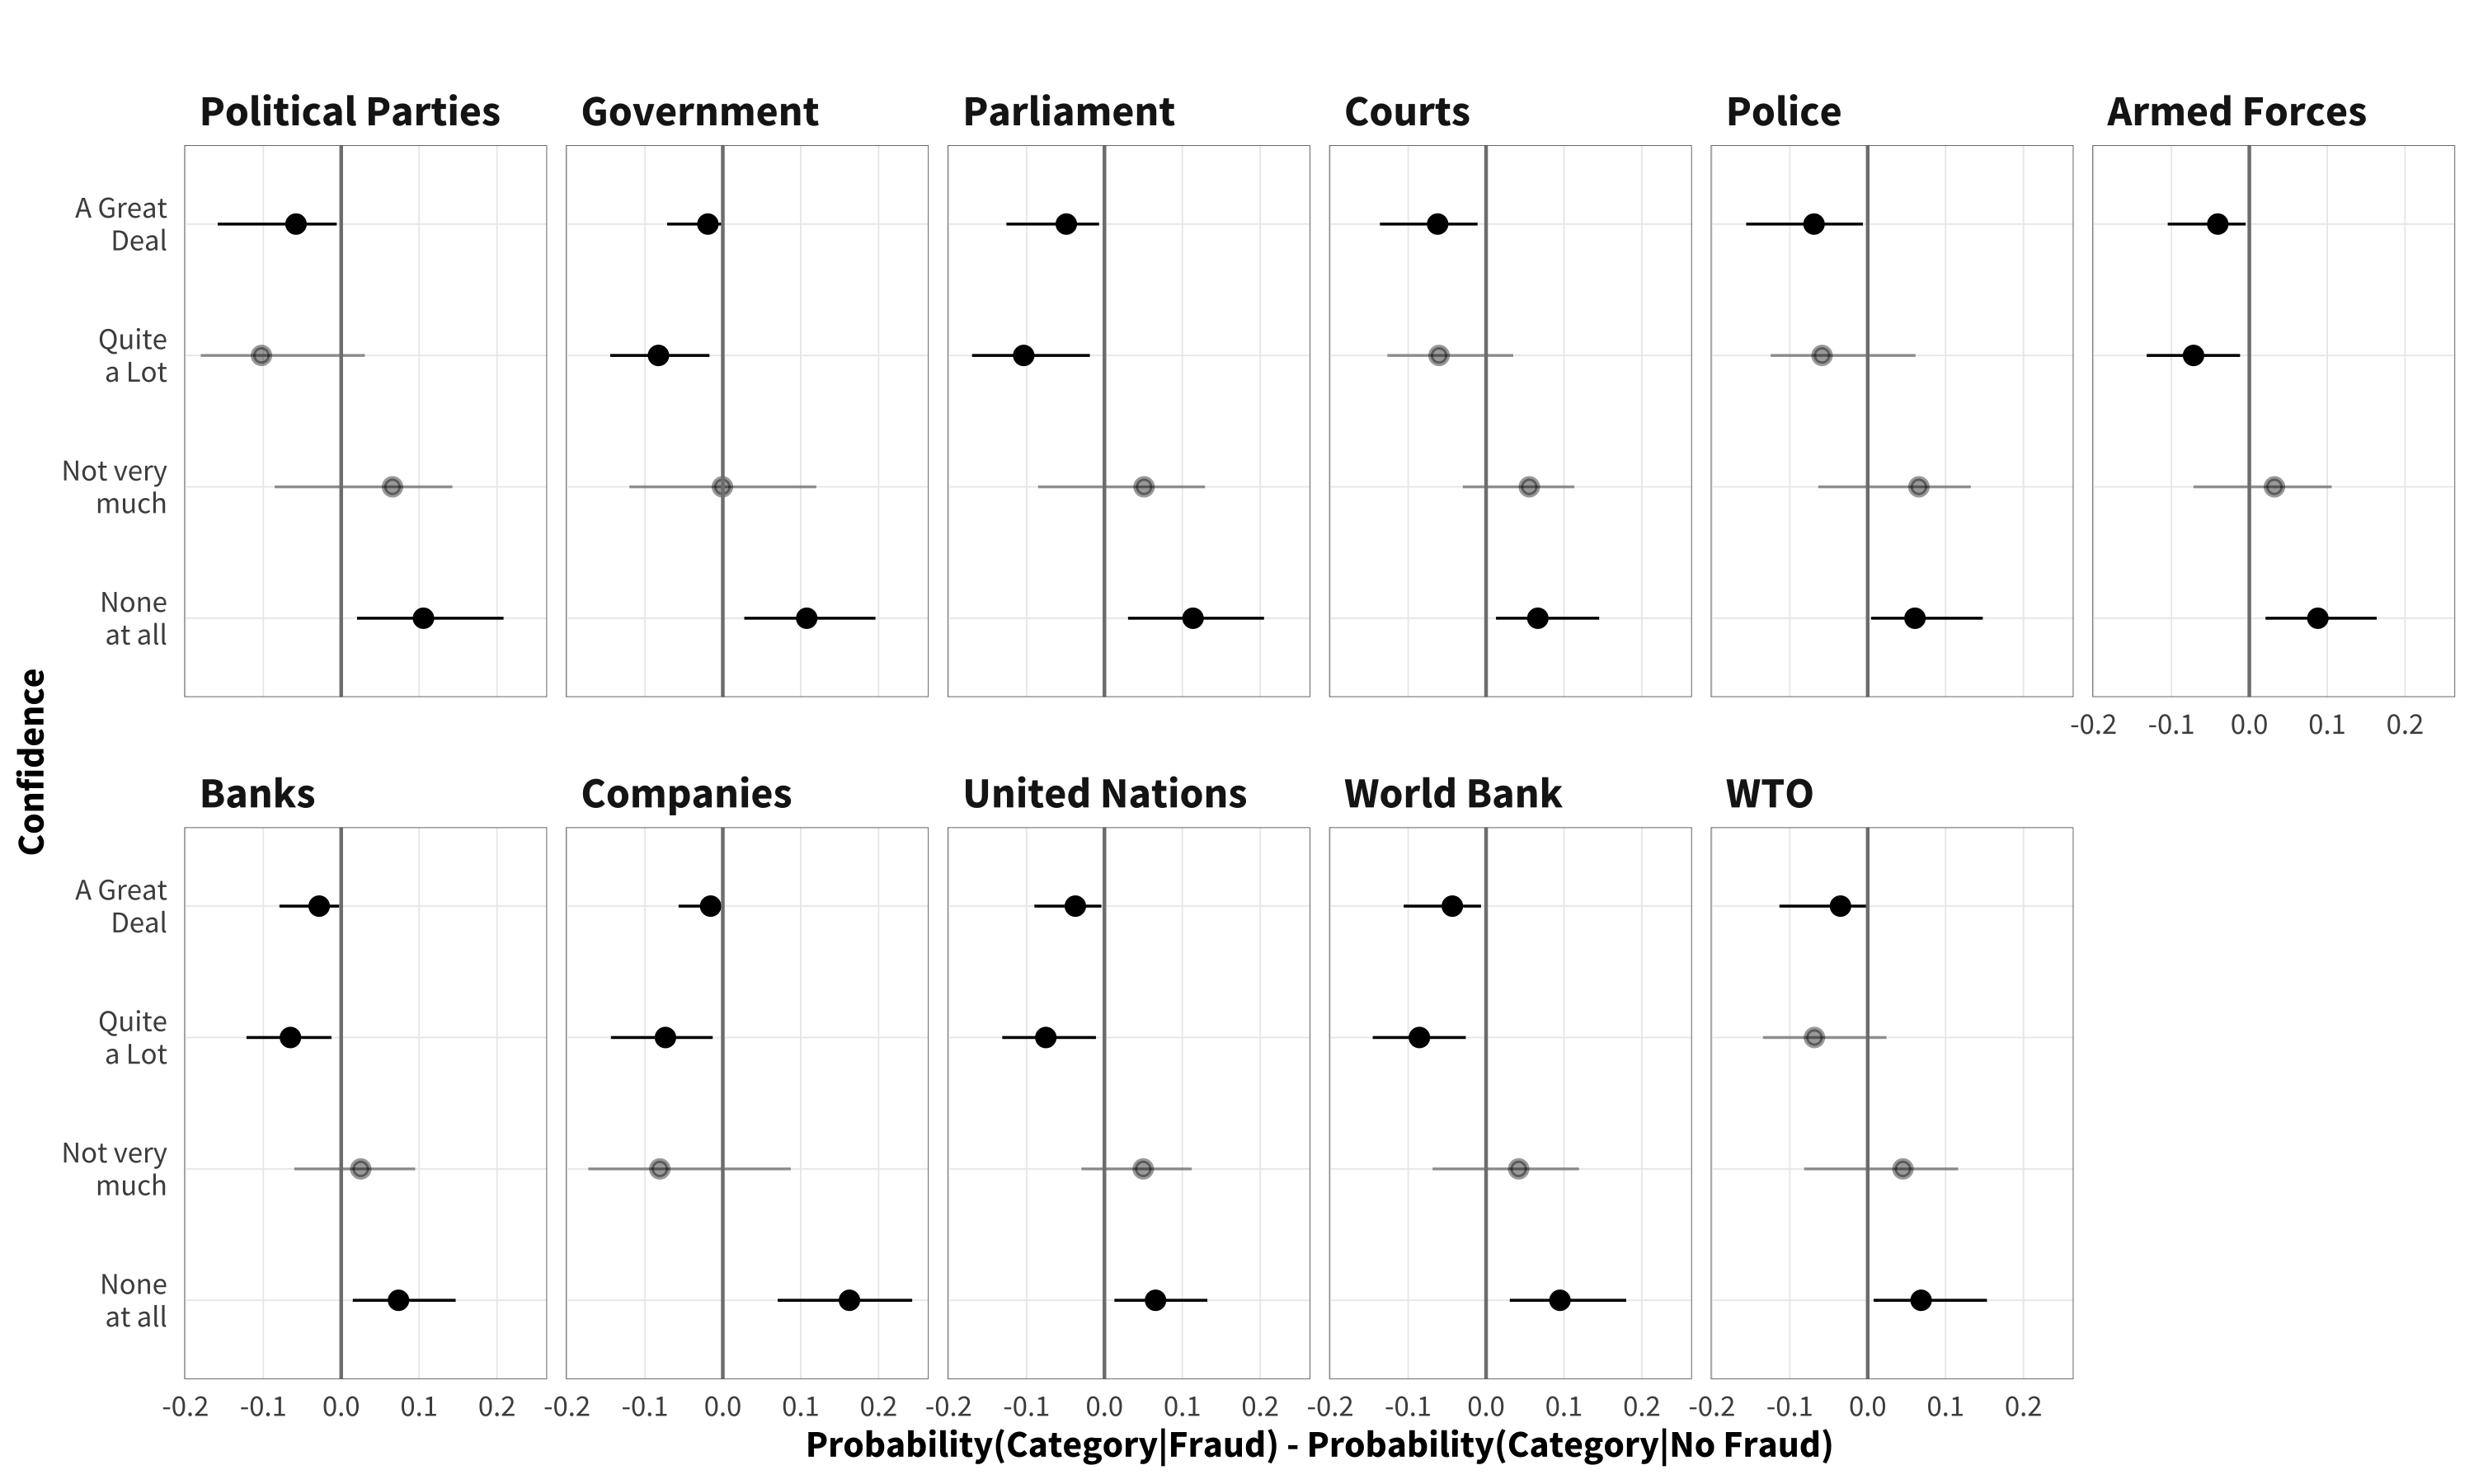 Political Parties
Government
Parliament
Courts
Police
Armed Forces
A Great
Deal
Quite
a Lot
Not very
much
None
at all
-0.2 -0.1 0.0 0.1 0.2
Confidence
Banks
Companies
United Nations
World Bank
WTO
A Great
Deal
Quite
a Lot
Not very
much
None
at all
-0.2 -0.1 0.0 0.1 0.2
-0.2 -0.1 0.0 0.1 0.2
-0.2 -0.1 0.0 0.1 0.2
-0.2 -0.1 0.0 0.1 0.2
-0.2 -0.1 0.0 0.1 0.2
Probability(Category|Fraud) - Probability(Category|No Fraud)